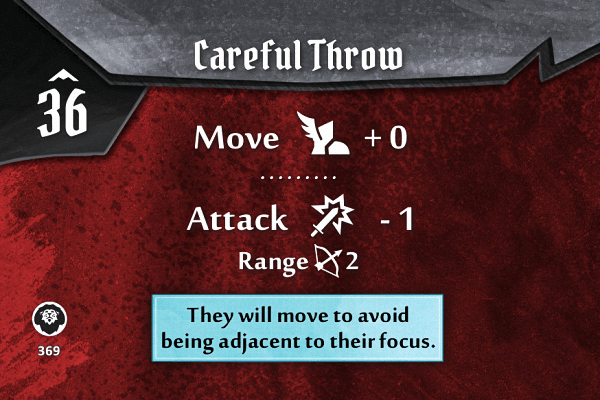 Careful Throw
36
Move + 0
Attack - 1
Range 2
They will move to avoid
being adjacent to their focus.
369